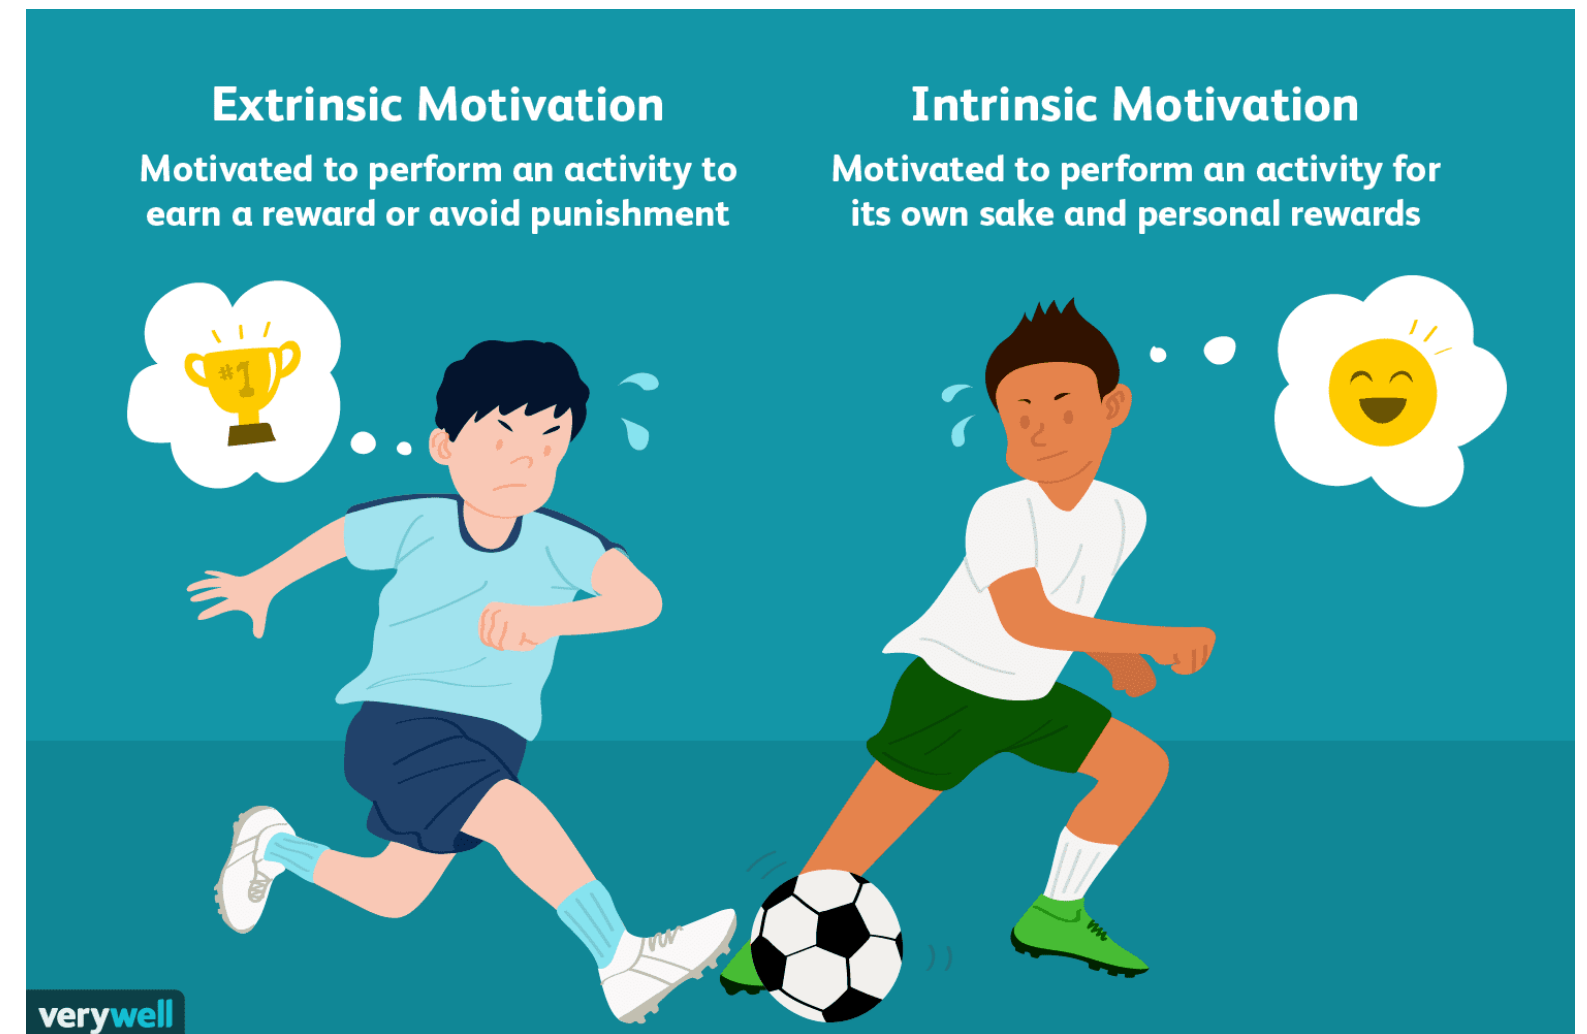 Extrinsic Motivation
Motivated to perform an activity to
earn a reward or avoid punishment
Intrinsic Motivation
Motivated to perform an activity for
its own sake and personal rewards
#1
verywell